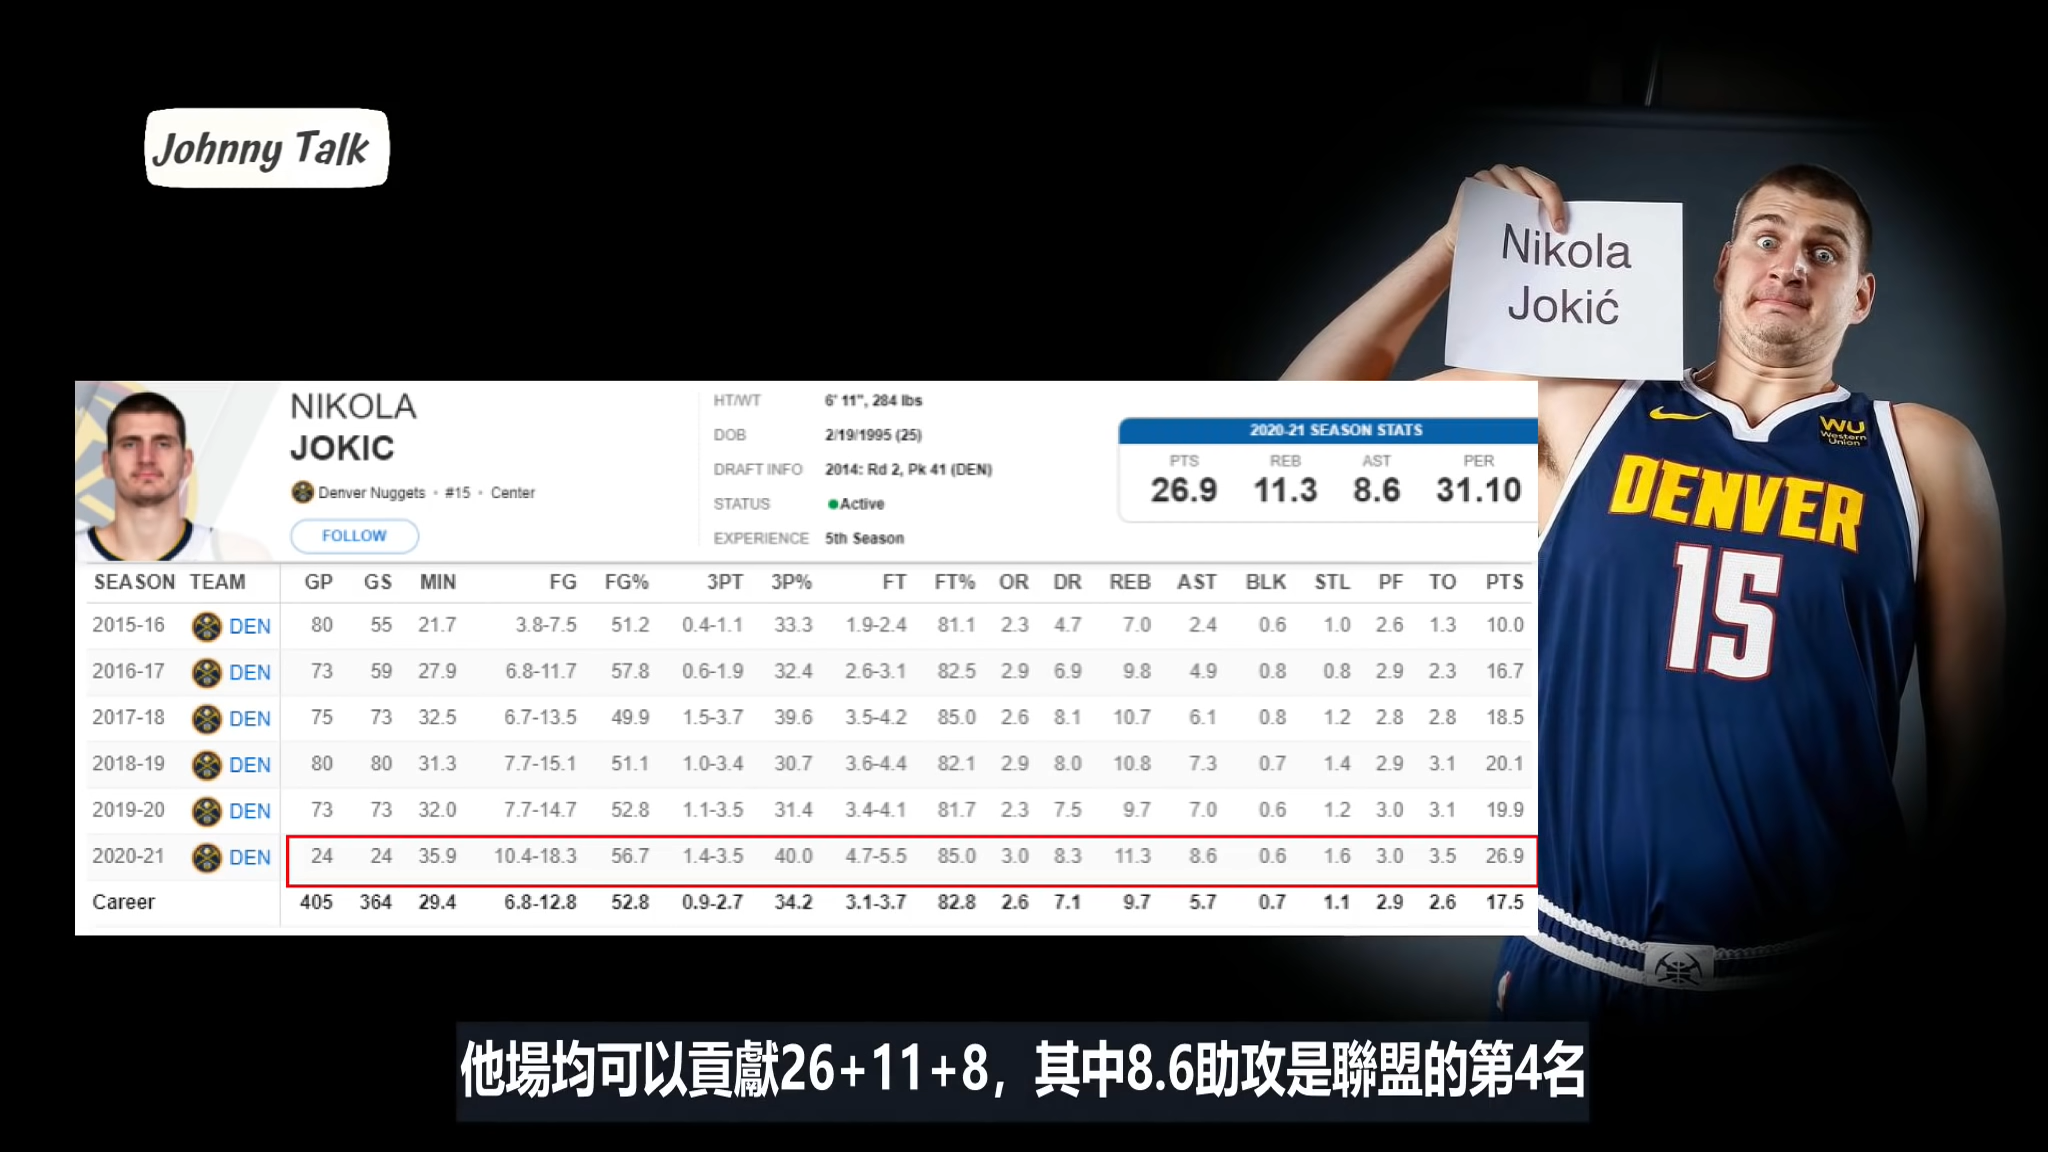 Johnny Talk
Nikola
Jokić
NIKOLA
JOKIC
Denver Nuggets • #15 • Center
FOLLOW
HT/WT 6' 11", 284 lbs
DOB 2/19/1995 (25)
DRAFT INFO 2014: Rd 2, Pk 41 (DEN)
STATUS Active
EXPERIENCE 5th Season
2020-21 SEASON STATS
PTS REB AST PER
26.9 11.3 8.6 31.10
WU
Western
Union
DENVER
15
SEASON TEAM GP GS MIN FG FG% 3PT 3P% FT FT% OR DR REB AST BLK STL PF TO PTS
2015-16 DEN 80 55 21.7 3.8-7.5 51.2 0.4-1.1 33.3 1.9-2.4 81.1 2.3 4.7 7.0 2.4 0.6 1.0 2.6 1.3 10.0
2016-17 DEN 73 59 27.9 6.8-11.7 57.8 0.6-1.9 32.4 2.6-3.1 82.5 2.9 6.9 9.8 4.9 0.8 0.8 2.9 2.3 16.7
2017-18 DEN 75 73 32.5 6.7-13.5 49.9 1.5-3.7 39.6 3.5-4.2 85.0 2.6 8.1 10.7 6.1 0.8 1.2 2.8 2.8 18.5
2018-19 DEN 80 80 31.3 7.7-15.1 51.1 1.0-3.4 30.7 3.6-4.4 82.1 2.9 8.0 10.8 7.3 0.7 1.4 2.9 3.1 20.1
2019-20 DEN 73 73 32.0 7.7-14.7 52.8 1.1-3.5 31.4 3.4-4.1 81.7 2.3 7.5 9.7 7.0 0.6 1.2 3.0 3.1 19.9
2020-21 DEN 24 24 35.9 10.4-18.3 56.7 1.4-3.5 40.0 4.7-5.5 85.0 3.0 8.3 11.3 8.6 0.6 1.6 3.0 3.5 26.9
Career 405 364 29.4 6.8-12.8 52.8 0.9-2.7 34.2 3.1-3.7 82.8 2.6 7.1 9.7 5.7 0.7 1.1 2.9 2.6 17.5
他場均可以貢獻26+11+8，其中8.6助攻是聯盟的第4名